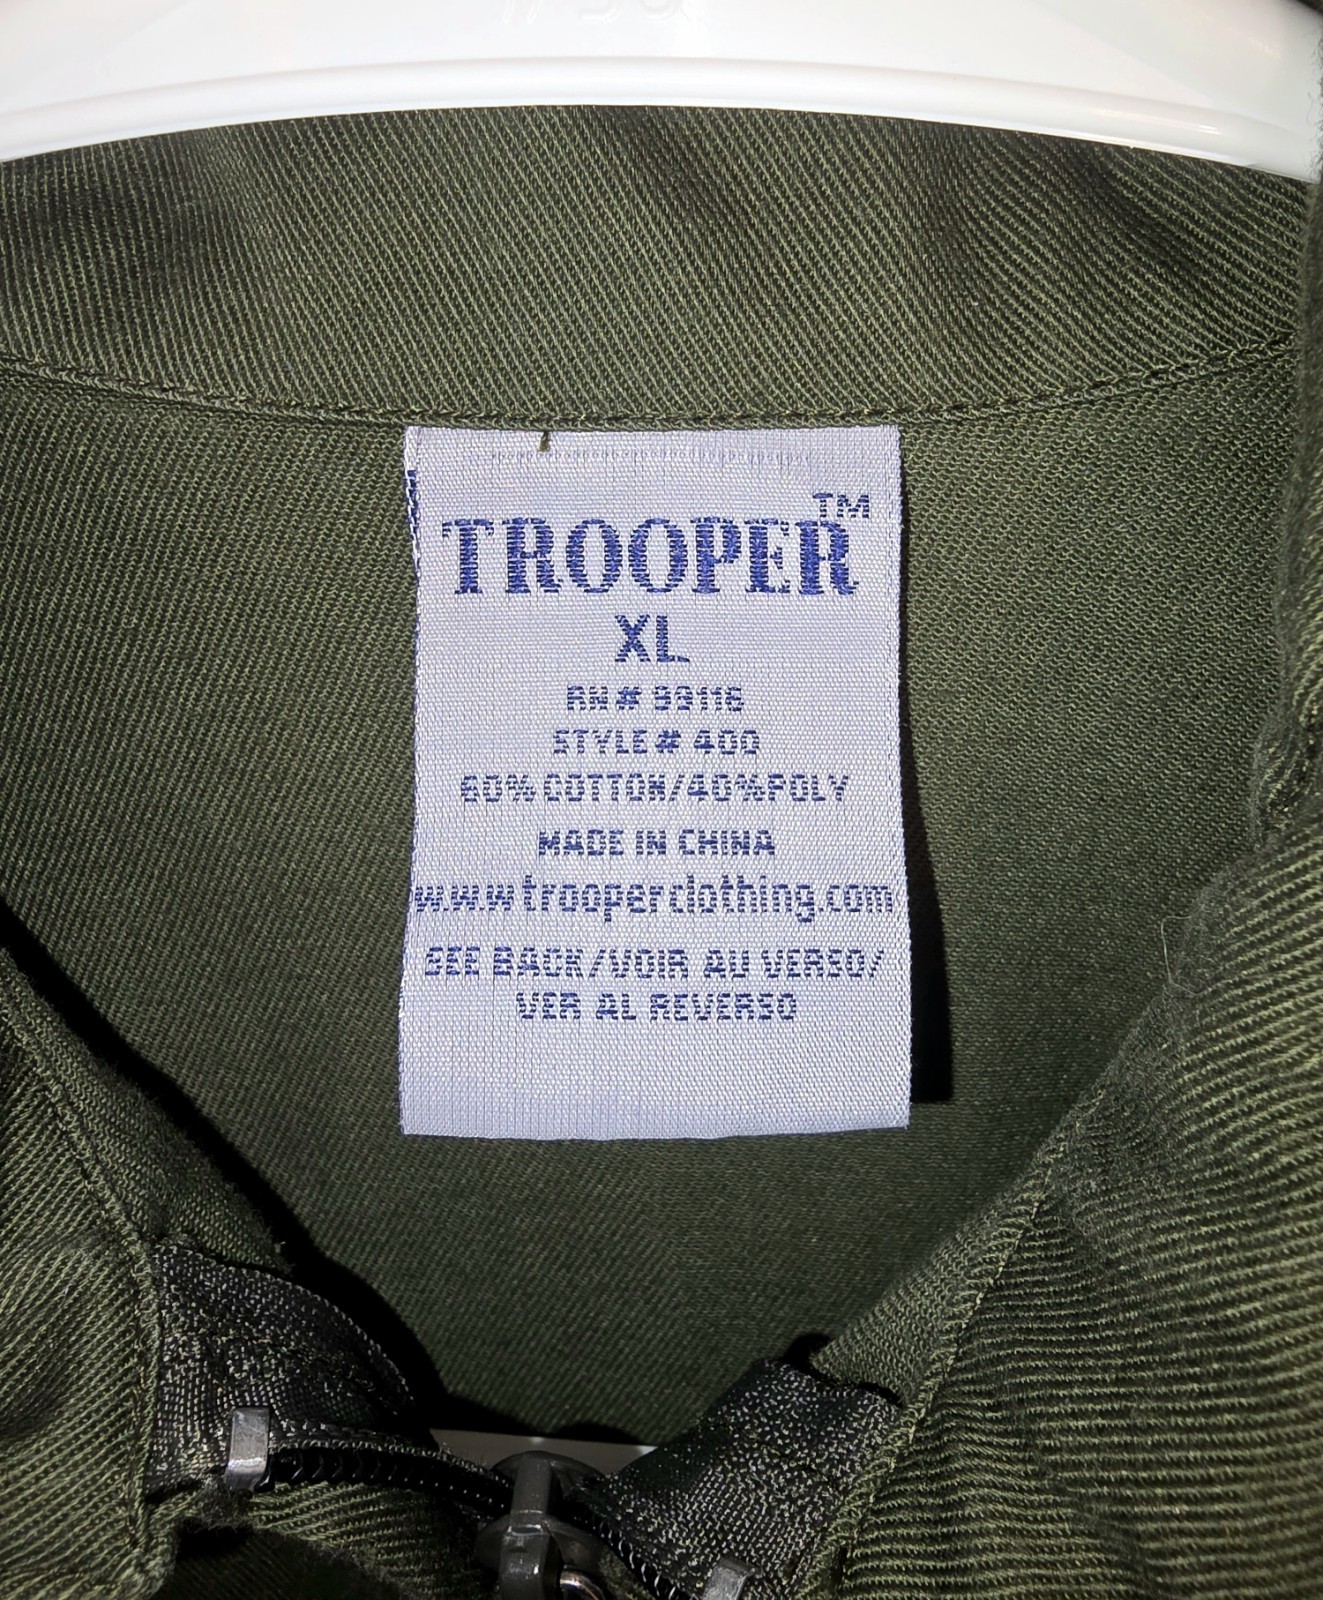 TROOPER™
XL
RN# 99116
STYLE# 400
60% COTTON/40%POLY
MADE IN CHINA
www.trooperclothing.com
SEE BACK/VOIR AU VERSO/
VER AL REVERSO